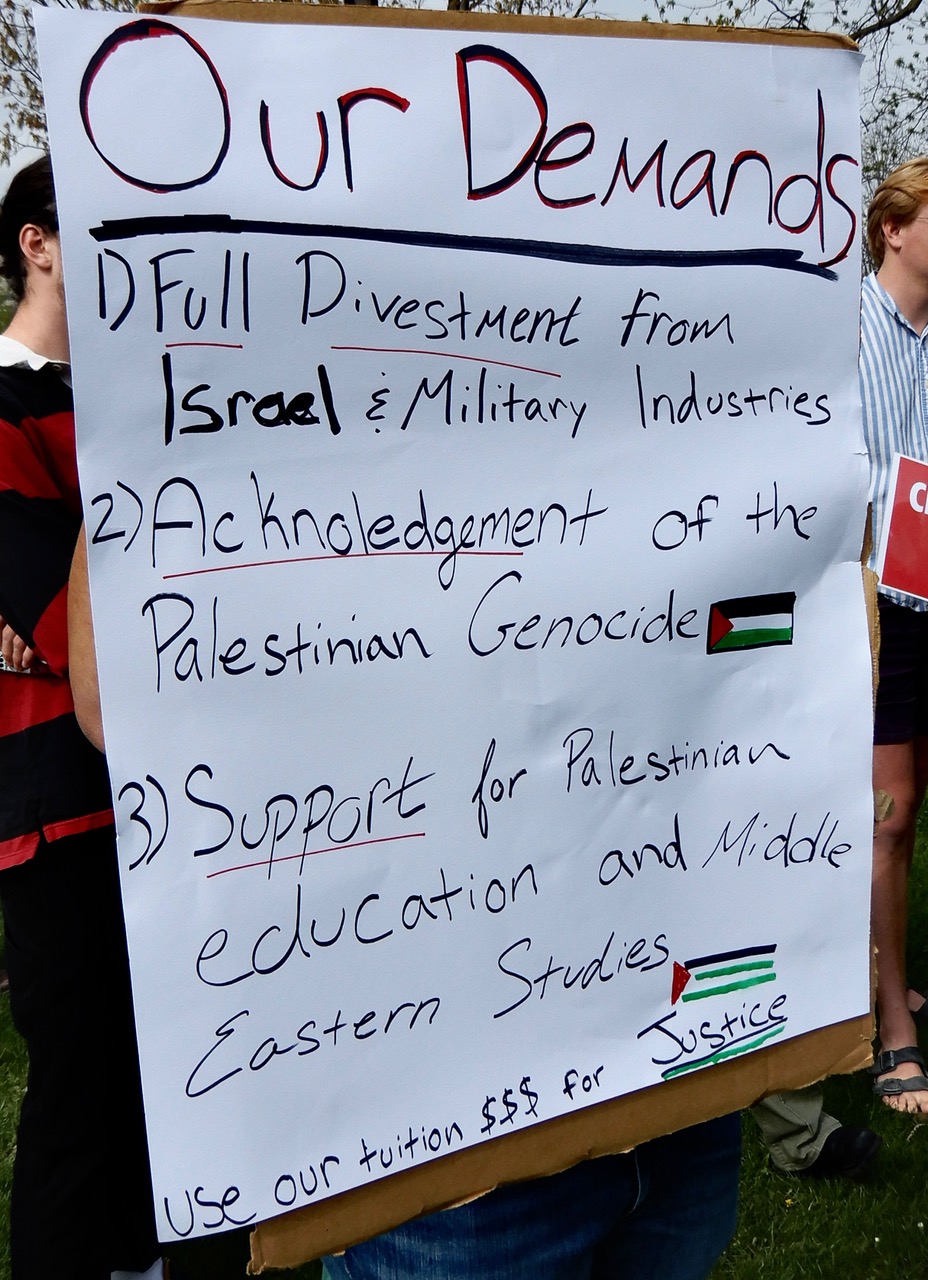 Our Demands
1) Full Divestment from
Israel & Military Industries
2) Acknoledgement of the
Palestinian Genocide
3) Support for Palestinian
education and Middle
Eastern Studies
use our tuition $$$ for Justice